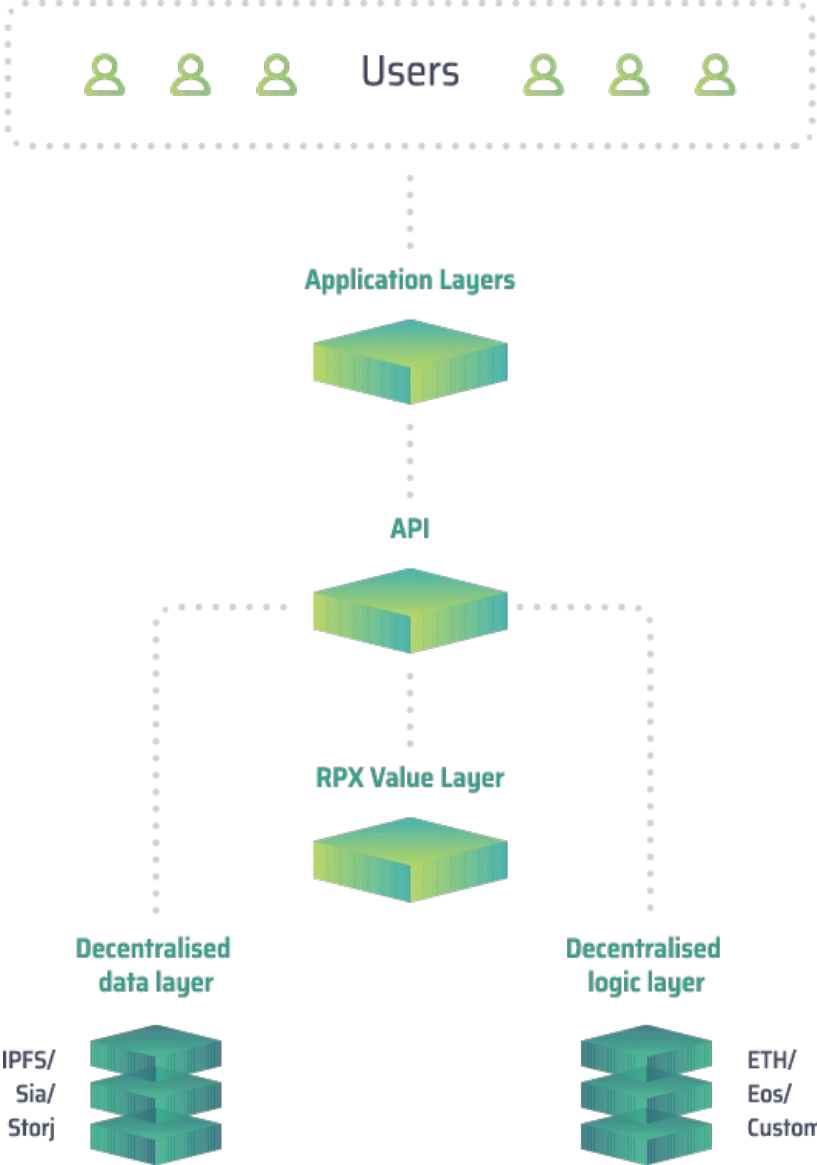 Users
Application Layers
API
RPX Value Layer
Decentralised
data layer
Decentralised
logic layer
IPFS/
Sia/
Storj
ETH/
Eos/
Custom